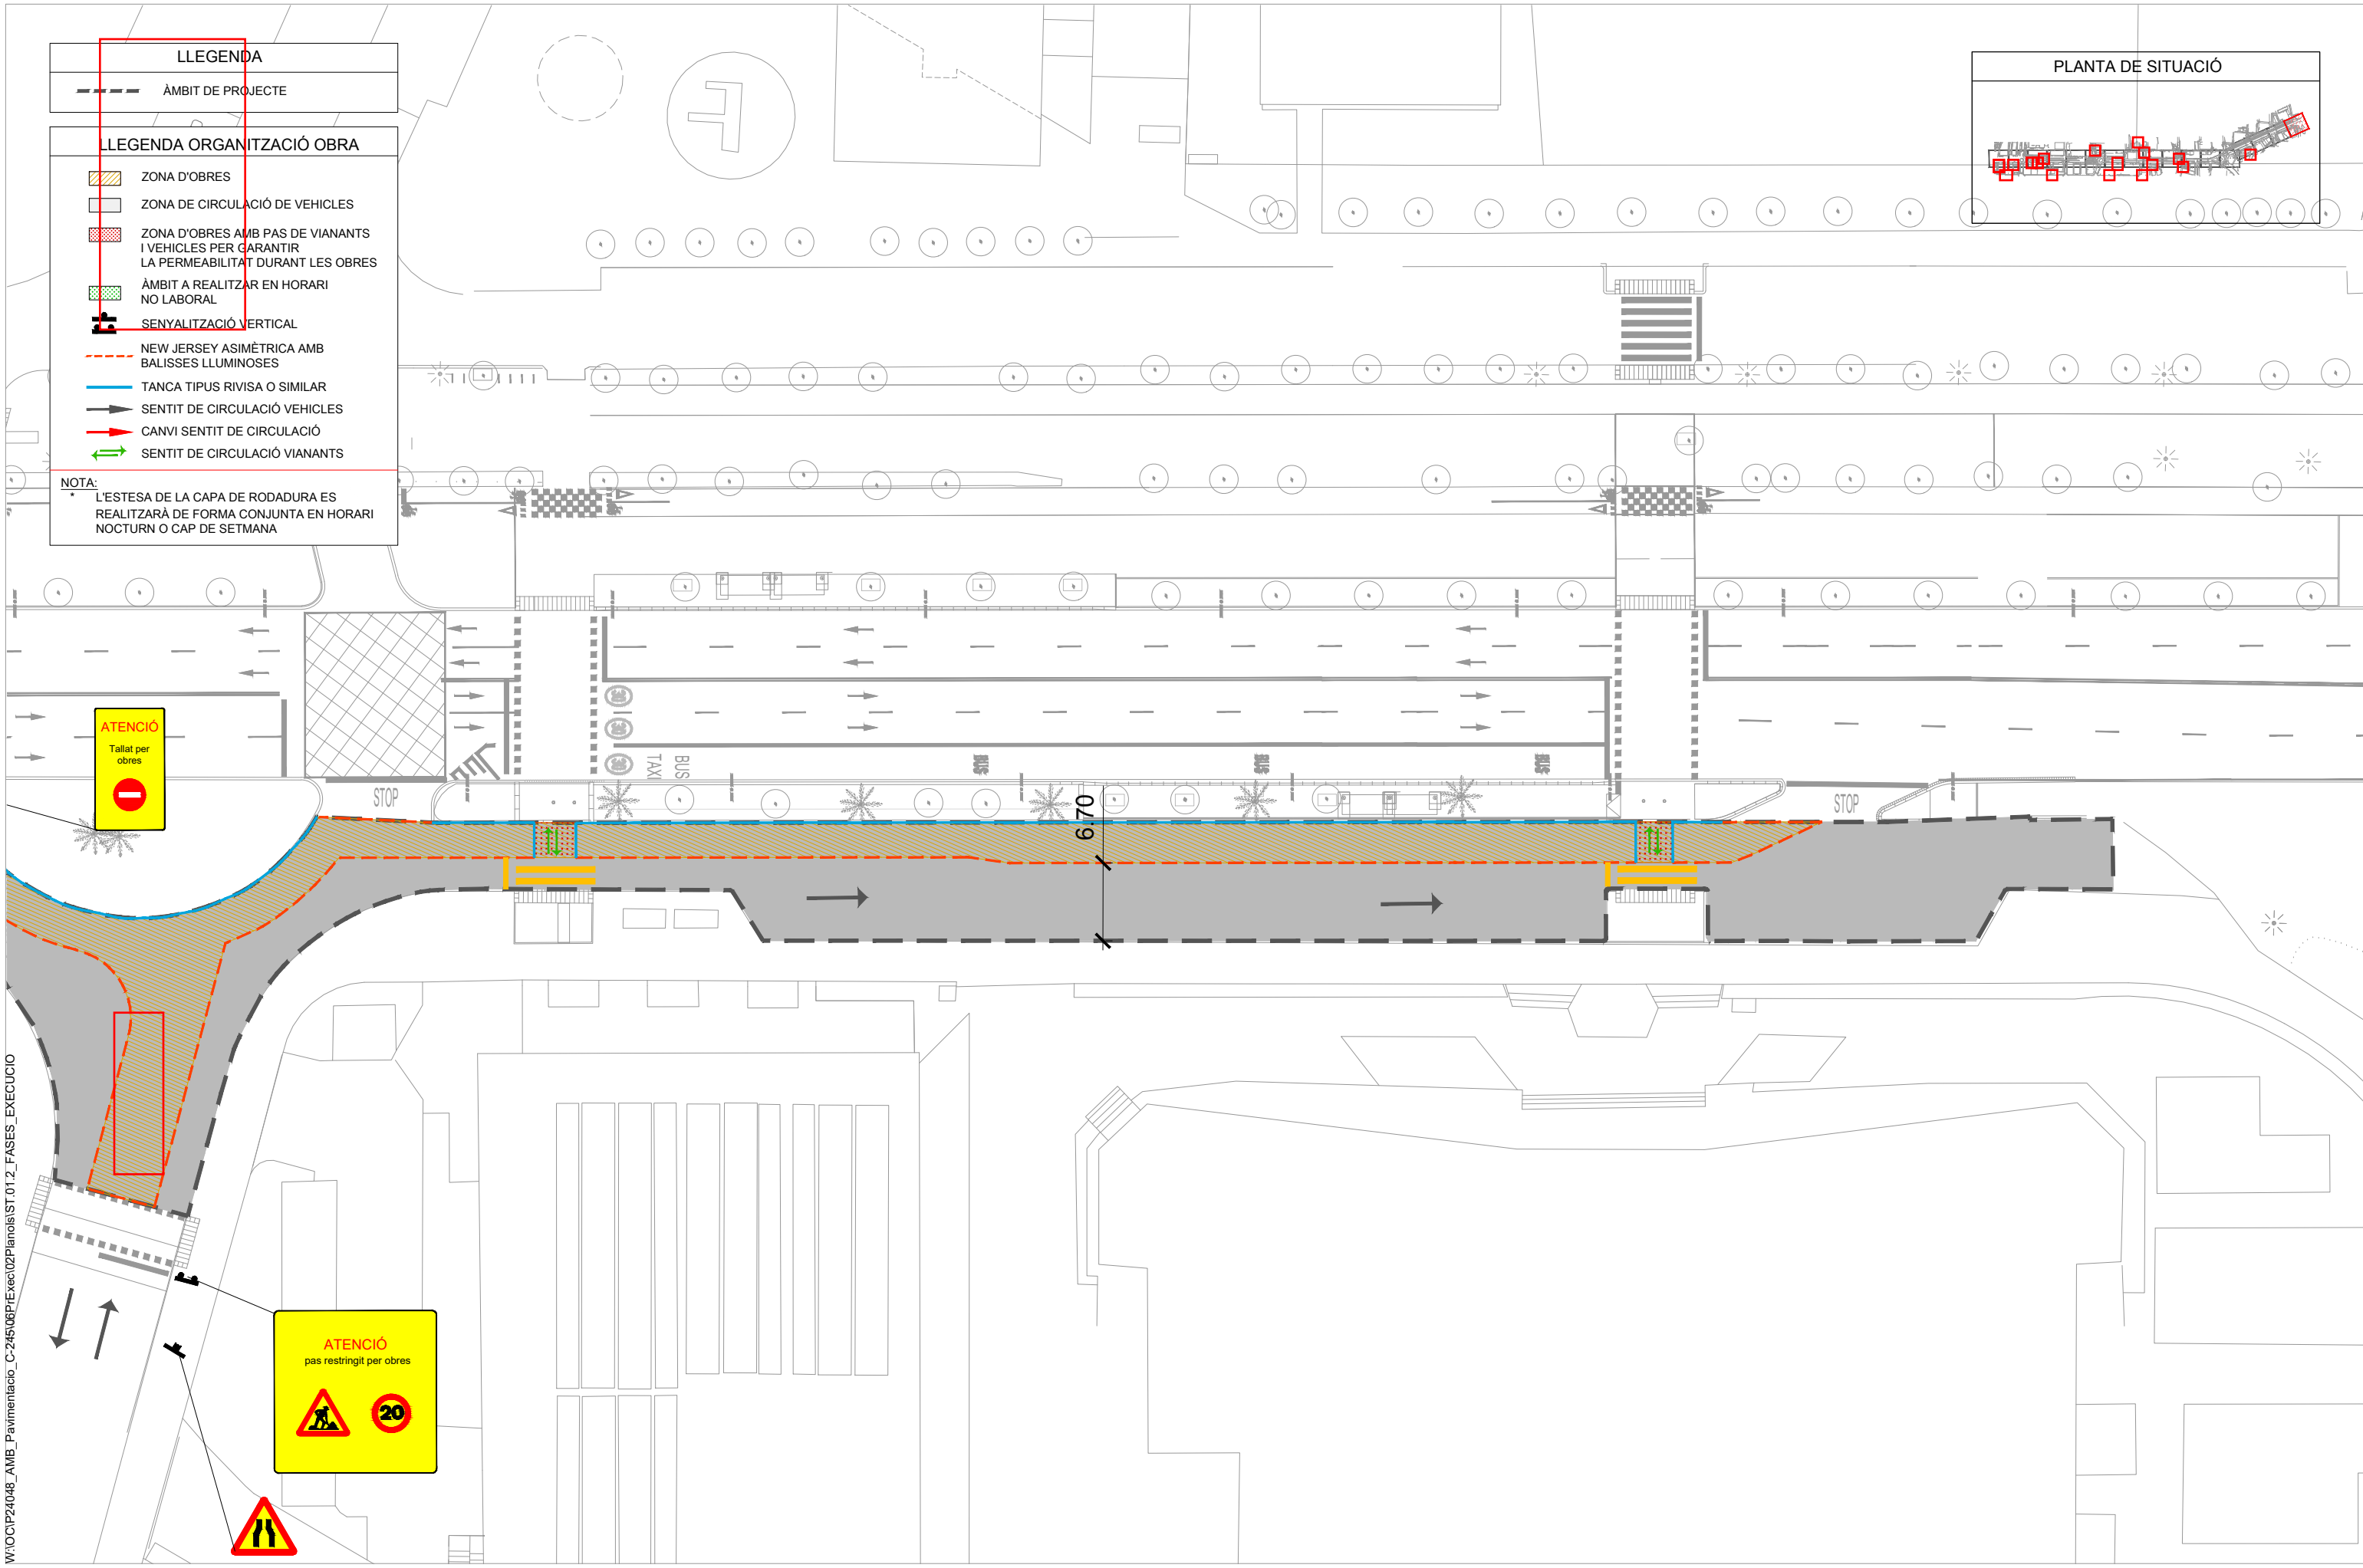 LLEGENDA
ÀMBIT DE PROJECTE
LLEGENDA ORGANITZACIÓ OBRA
ZONA D'OBRES
ZONA DE CIRCULACIÓ DE VEHICLES
ZONA D'OBRES AMB PAS DE VIANANTS
I VEHICLES PER GARANTIR
LA PERMEABILITAT DURANT LES OBRES
ÀMBIT A REALITZAR EN HORARI
NO LABORAL
SENYALITZACIÓ VERTICAL
NEW JERSEY ASIMÈTRICA AMB
BALISSES LLUMINOSES
TANCA TIPUS RIVISA O SIMILAR
SENTIT DE CIRCULACIÓ VEHICLES
CANVI SENTIT DE CIRCULACIÓ
SENTIT DE CIRCULACIÓ VIANANTS
NOTA:
* L'ESTESA DE LA CAPA DE RODADURA ES
REALITZARÀ DE FORMA CONJUNTA EN HORARI
NOCTURN O CAP DE SETMANA
PLANTA DE SITUACIÓ
ATENCIÓ
Tallat per
obres
STOP
BUS
TAXI
BUS
BUS
BUS
STOP
6.70
ATENCIÓ
pas restringit per obres
20
W:\OC\P24048_AMB_Pavimentacio_C-245\06PrExec\02Planols\ST.01.2_FASES_EXECUCIO